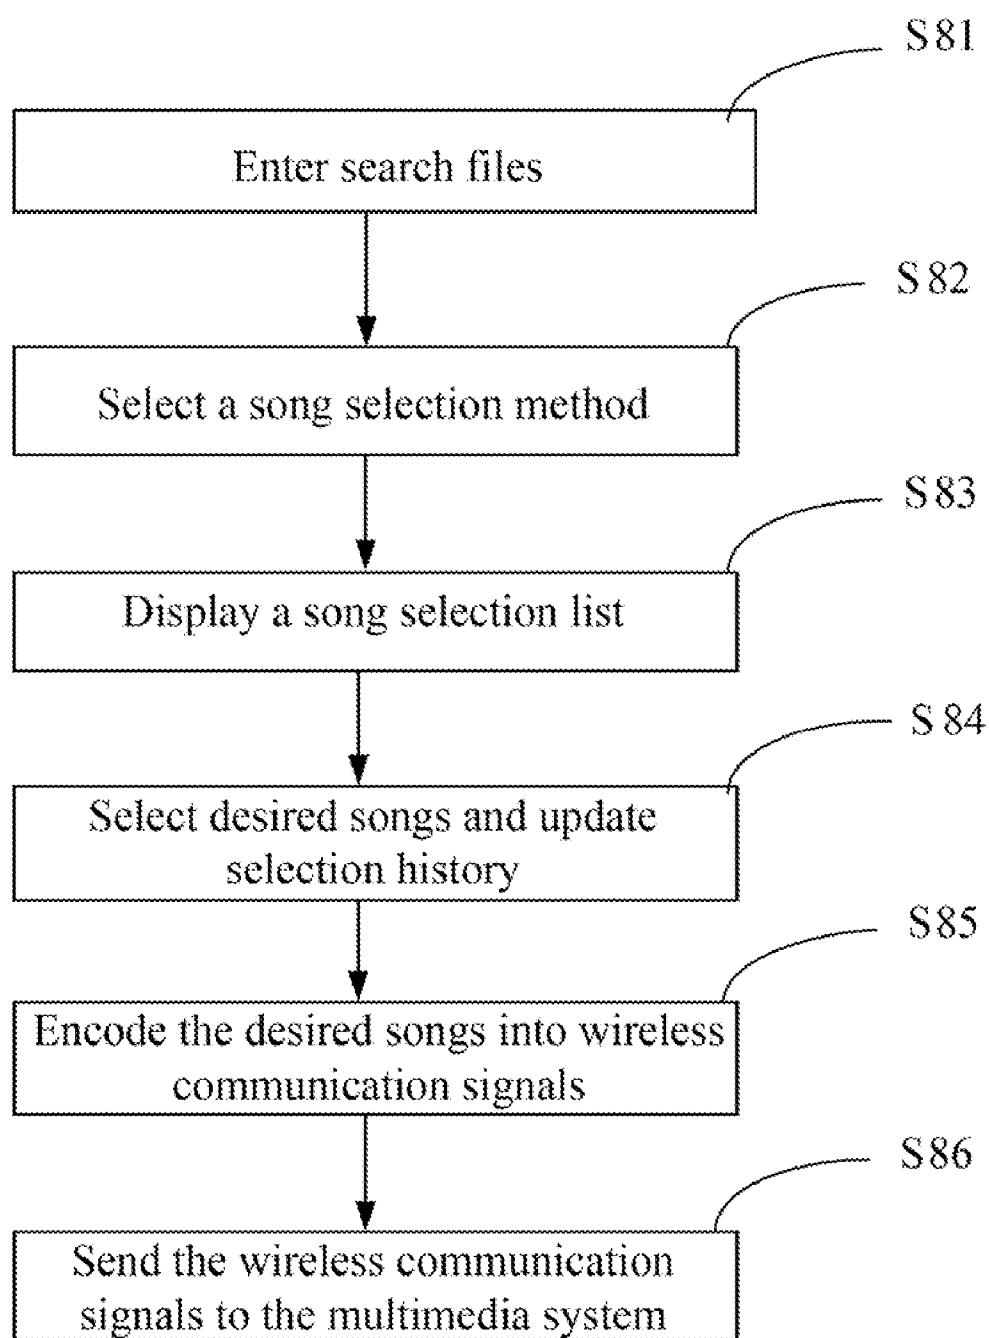 S81
Enter search files
S82
Select a song selection method
S83
Display a song selection list
S84
Select desired songs and update
selection history
S85
Encode the desired songs into wireless
communication signals
S86
Send the wireless communication
signals to the multimedia system